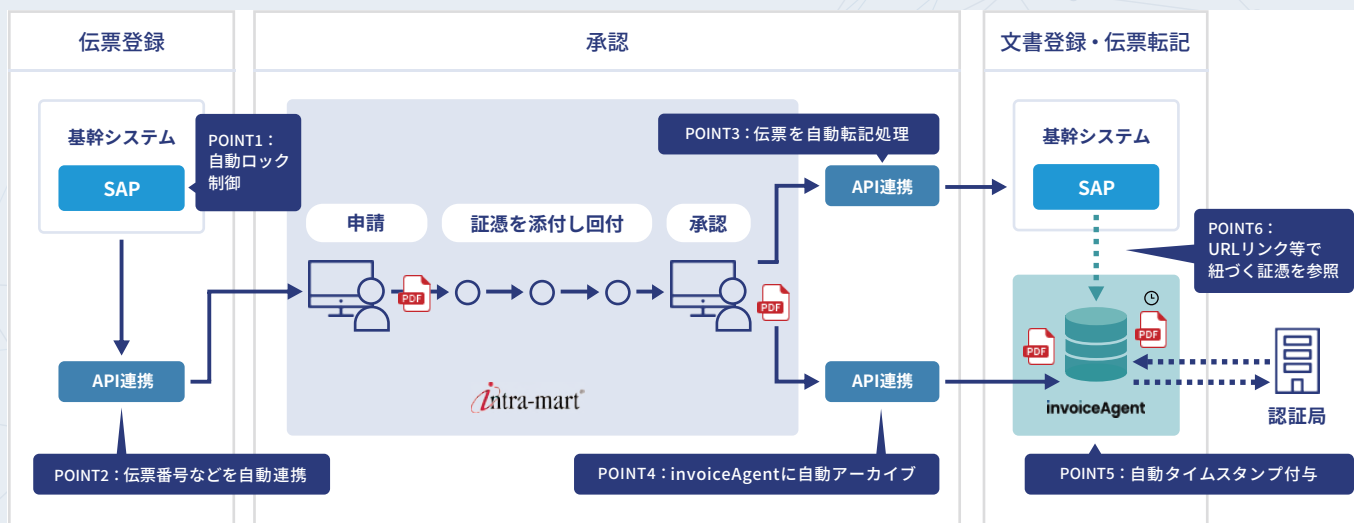 伝票登録
承認
文書登録・伝票転記
基幹システム
SAP
POINT1：
自動ロック
制御
API連携
POINT2：伝票番号などを自動連携
申請
証憑を添付し回付
承認
PDF
PDF
intra-mart®
POINT3：伝票を自動転記処理
API連携
API連携
POINT4：invoiceAgentに自動アーカイブ
基幹システム
SAP
POINT6：
URLリンク等で
紐づく証憑を参照
PDF
PDF
invoiceAgent
認証局
POINT5：自動タイムスタンプ付与